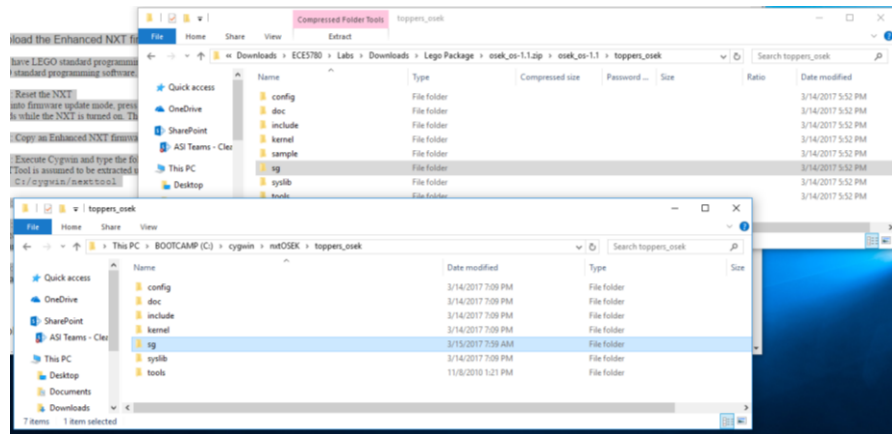 Compressed Folder Tools toppers_osek
File Home Share View Extract
« Downloads › ECE5780 › Labs › Downloads › Lego Package › osek_os-1.1.zip › osek_os-1.1 › toppers_osek
Search toppers_osek
Name Type Compressed size Password ... Size Ratio Date modified
Quick access
OneDrive
SharePoint
ASI Teams - Clea
This PC
Desktop
config File folder 3/14/2017 5:52 PM
doc File folder 3/14/2017 5:52 PM
include File folder 3/14/2017 5:52 PM
kernel File folder 3/14/2017 5:52 PM
sample File folder 3/14/2017 5:52 PM
sg File folder 3/14/2017 5:52 PM
syslib File folder 3/14/2017 5:52 PM
tools File folder 3/14/2017 5:52 PM
load the Enhanced NXT fir
have LEGO standard programmin
standard programming software,
: Reset the NXT
nto firmware update mode, press
s while the NXT is turned on. Th
: Copy an Enhanced NXT firmwa
: Execute Cygwin and type the fo
TTool is assumed to be extracted u
C:/cygwin/nexttool
toppers_osek
File Home Share View
› This PC › BOOTCAMP (C:) › cygwin › nxtOSEK › toppers_osek
Search toppers_osek
Name Date modified Type Size
Quick access
OneDrive
SharePoint
ASI Teams - Clea
This PC
Desktop
Documents
Downloads
config 3/14/2017 7:09 PM File folder
doc 3/14/2017 7:09 PM File folder
include 3/14/2017 7:09 PM File folder
kernel 3/14/2017 7:09 PM File folder
sg 3/15/2017 7:59 AM File folder
syslib 3/14/2017 7:09 PM File folder
tools 11/8/2010 1:21 PM File folder
7 items 1 item selected